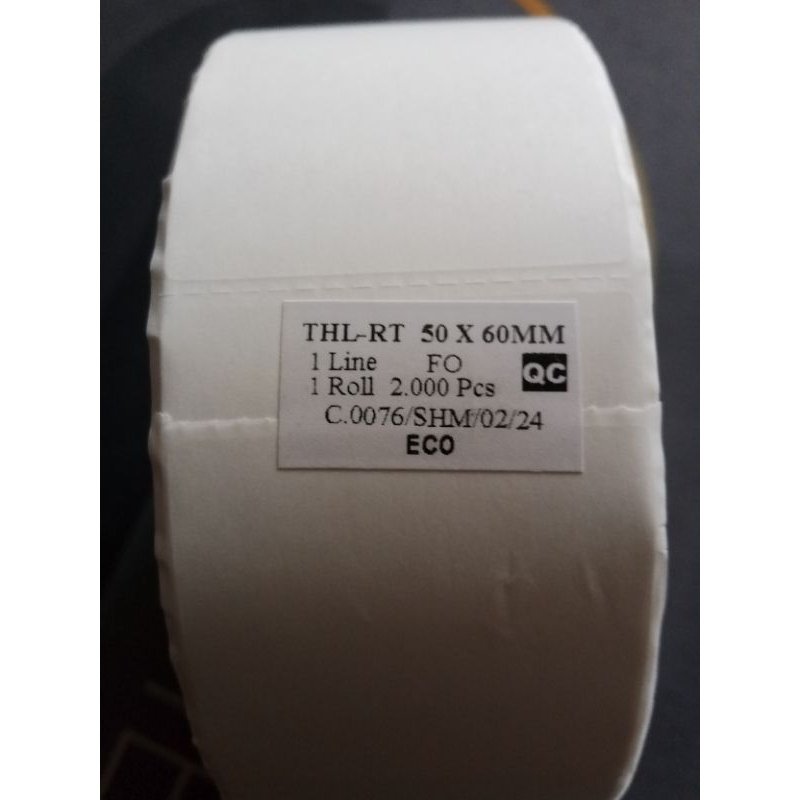 THL-RT 50 X 60MM
1 Line FO
QC
1 Roll 2.000 Pcs
C.0076/SHM/02/24
ECO